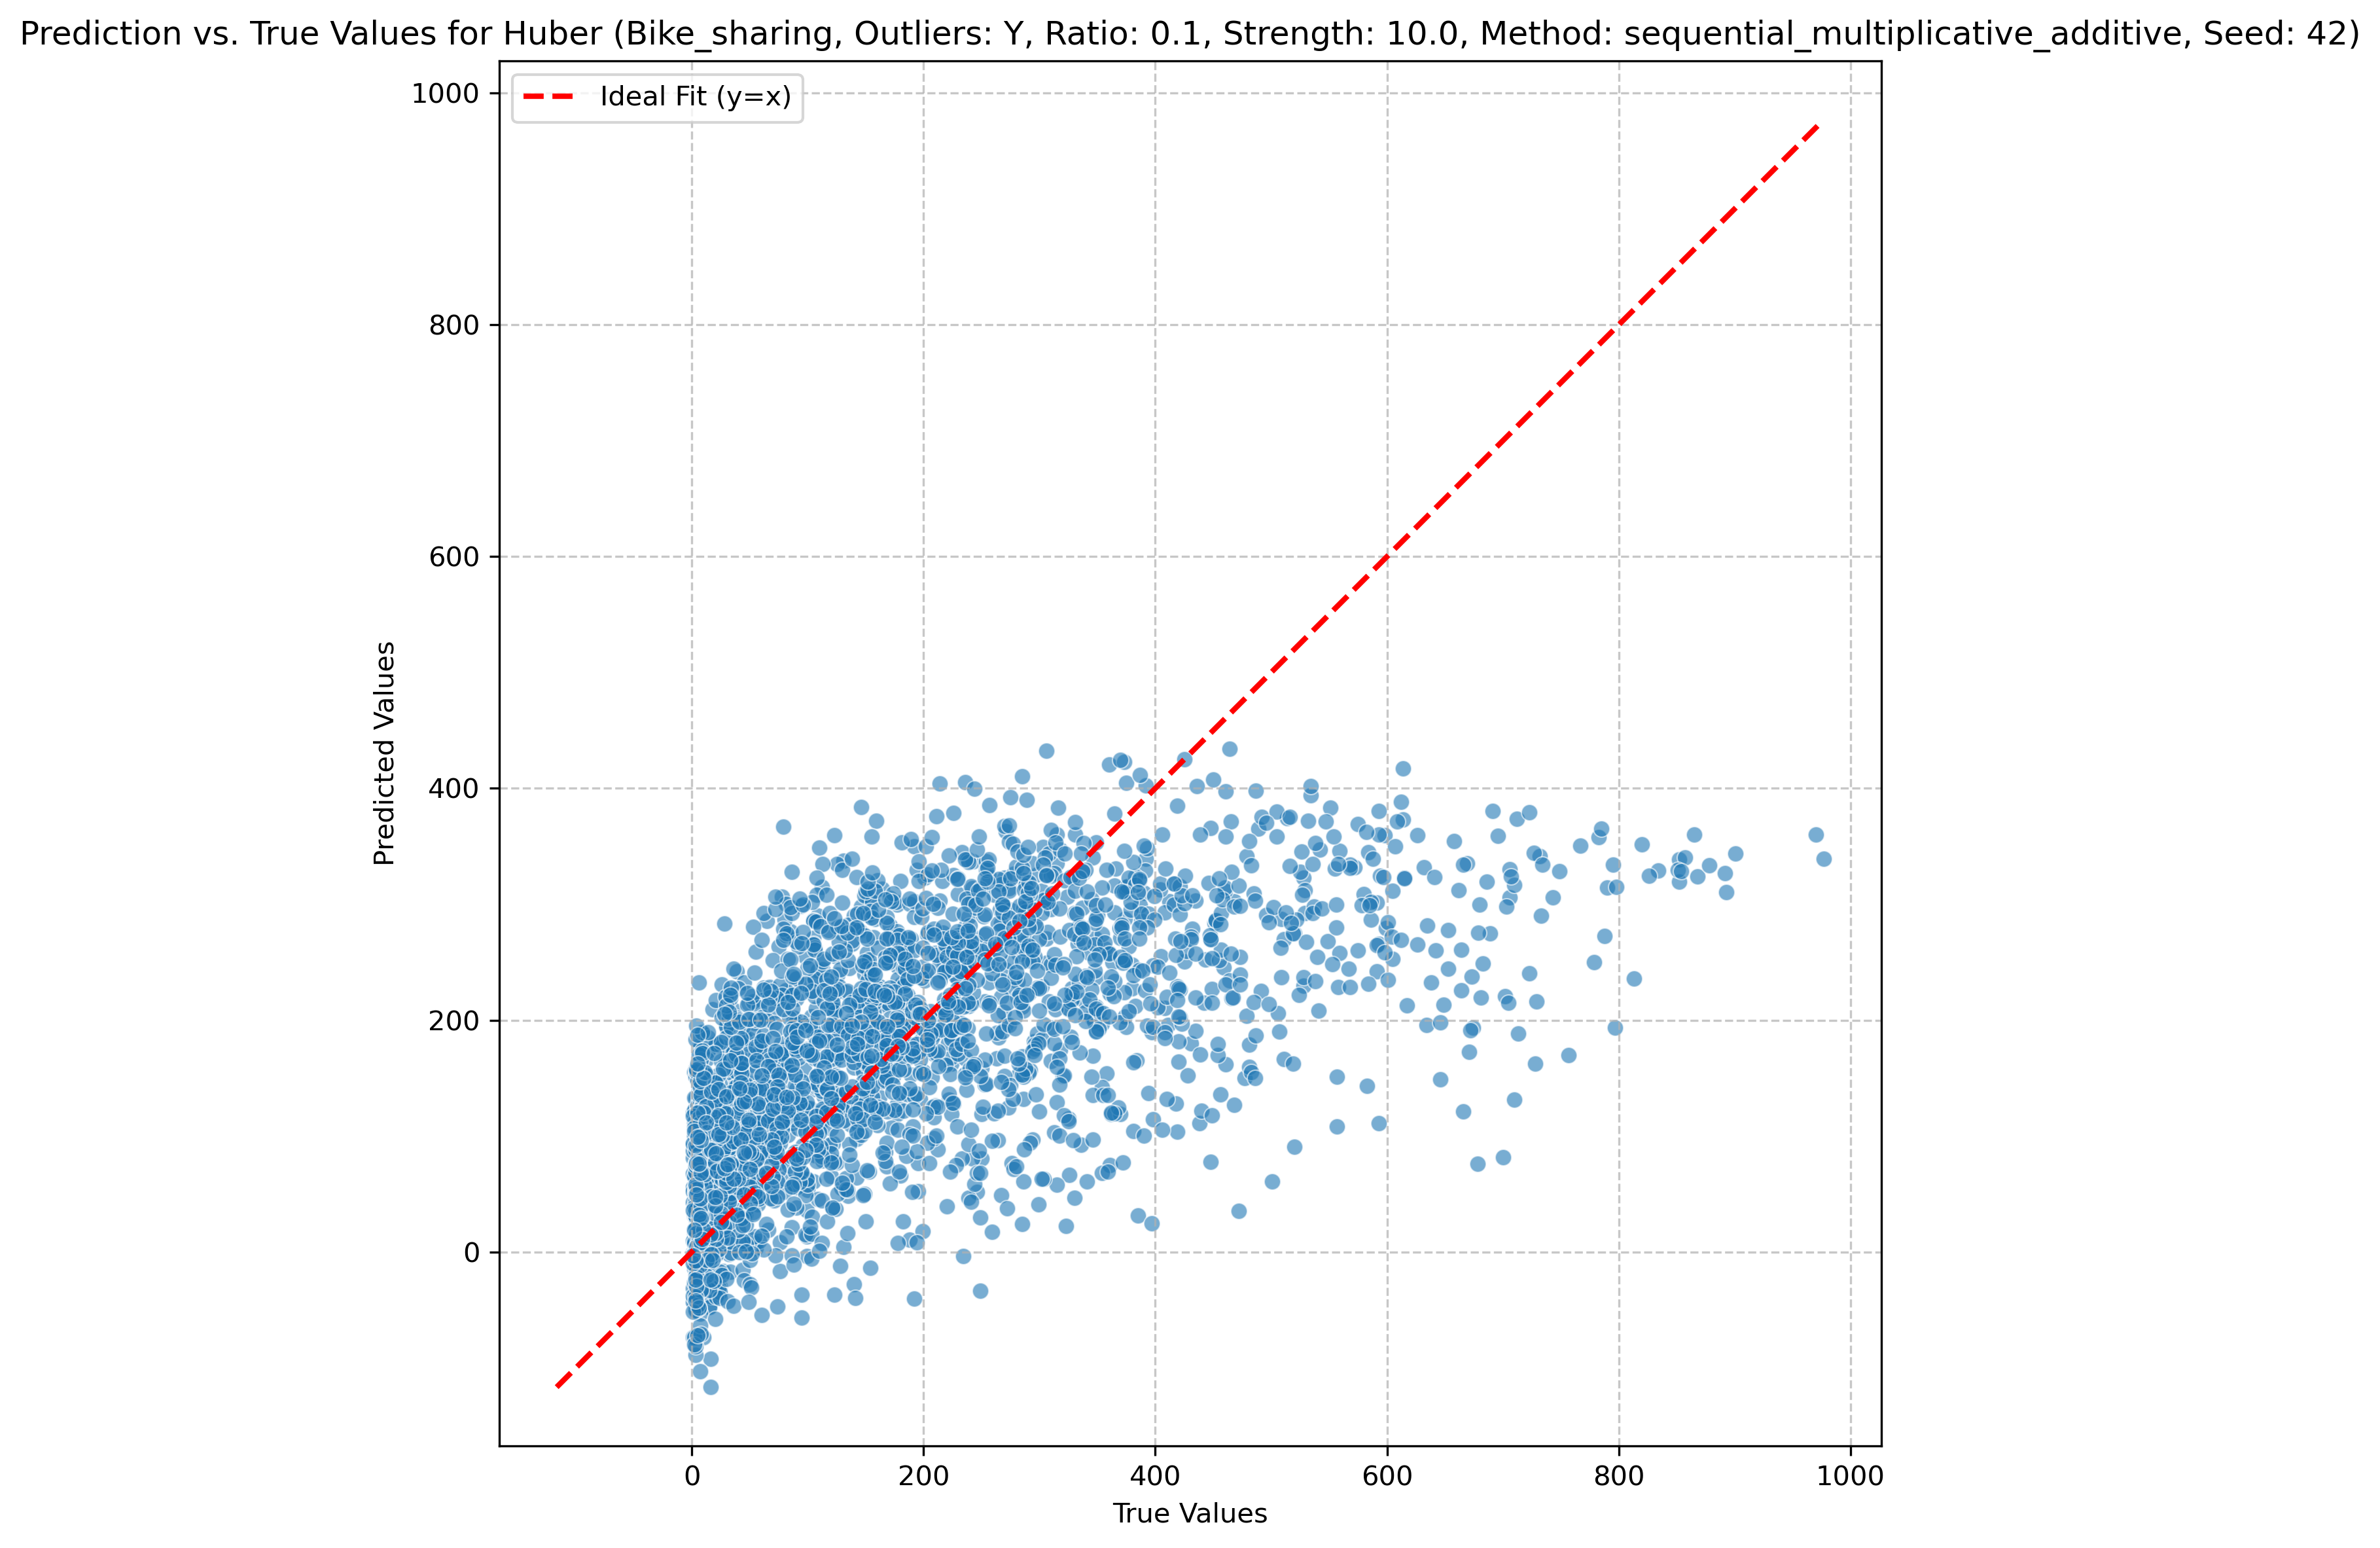 Prediction vs. True Values for Huber (Bike_sharing, Outliers: Y, Ratio: 0.1, Strength: 10.0, Method: sequential_multiplicative_additive, Seed: 42)
Ideal Fit (y=x)
1000
800
600
400
200
0
Predicted Values
0 200 400 600 800 1000
True Values